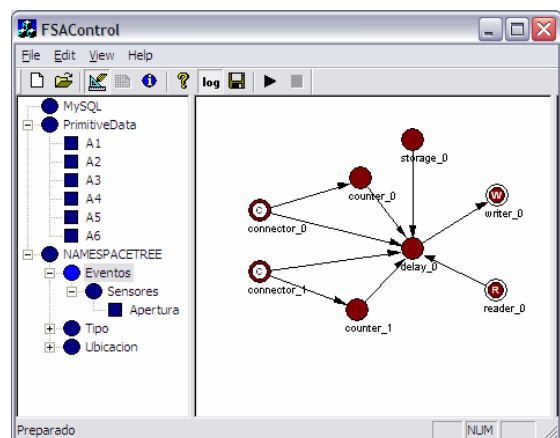 FSAControl
File Edit View Help
log
MySQL
PrimitiveData
A1
A2
A3
A4
A5
A6
NAMESPACETREE
Eventos
Sensores
Apertura
Tipo
Ubicacion
storage_0
counter_0
W
writer_0
C
connector_0
delay_0
C
connector_1
R
reader_0
counter_1
Preparado
NUM